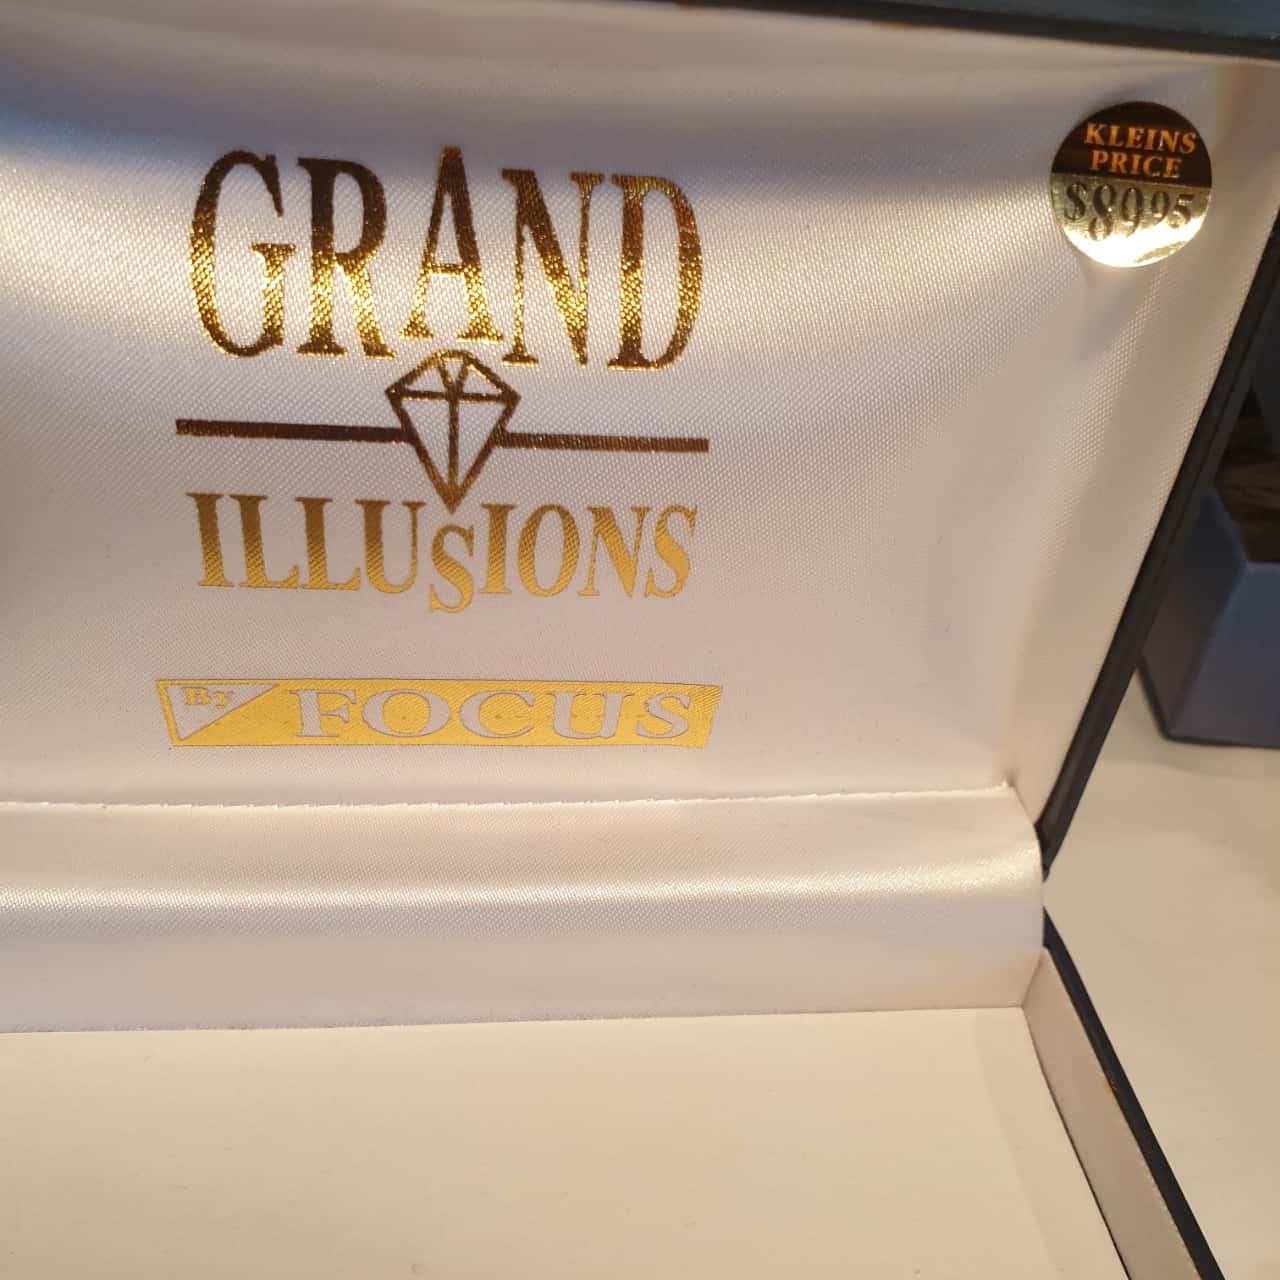 GRAND
ILLUSIONS
By FOCUS
KLEINS
PRICE
$89.95